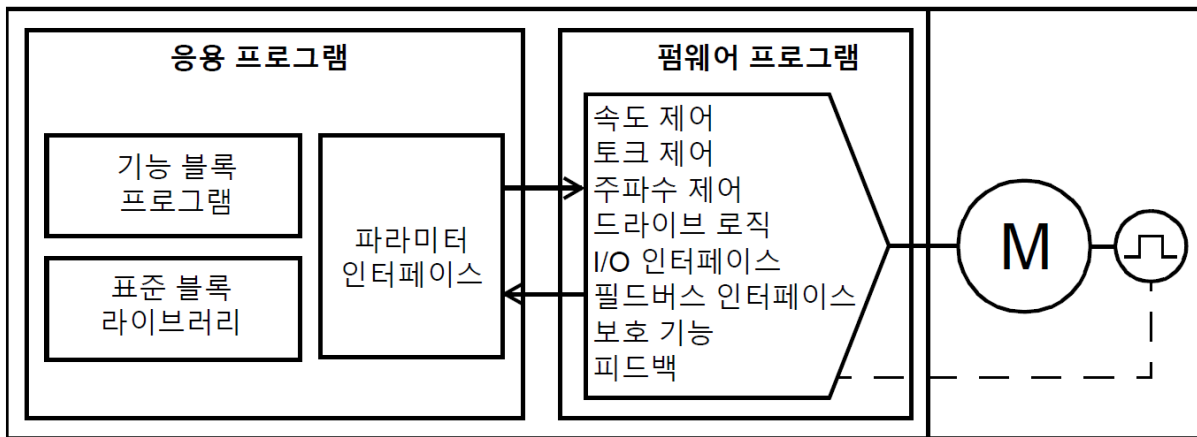 응용 프로그램
기능 블록
프로그램
표준 블록
라이브러리
파라미터
인터페이스
펌웨어 프로그램
속도 제어
토크 제어
주파수 제어
드라이브 로직
I/O 인터페이스
필드버스 인터페이스
보호 기능
피드백
M